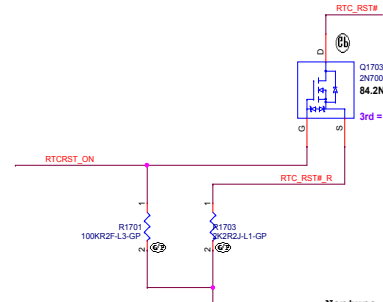 RTC_RST#
D
Q1703
2N700
84.2N
3rd =
G
S
RTCRST_ON
RTC_RST#_R
1
1
R1701
R1703
100KR2F-L3-GP
2K2R2J-L1-GP
2
2